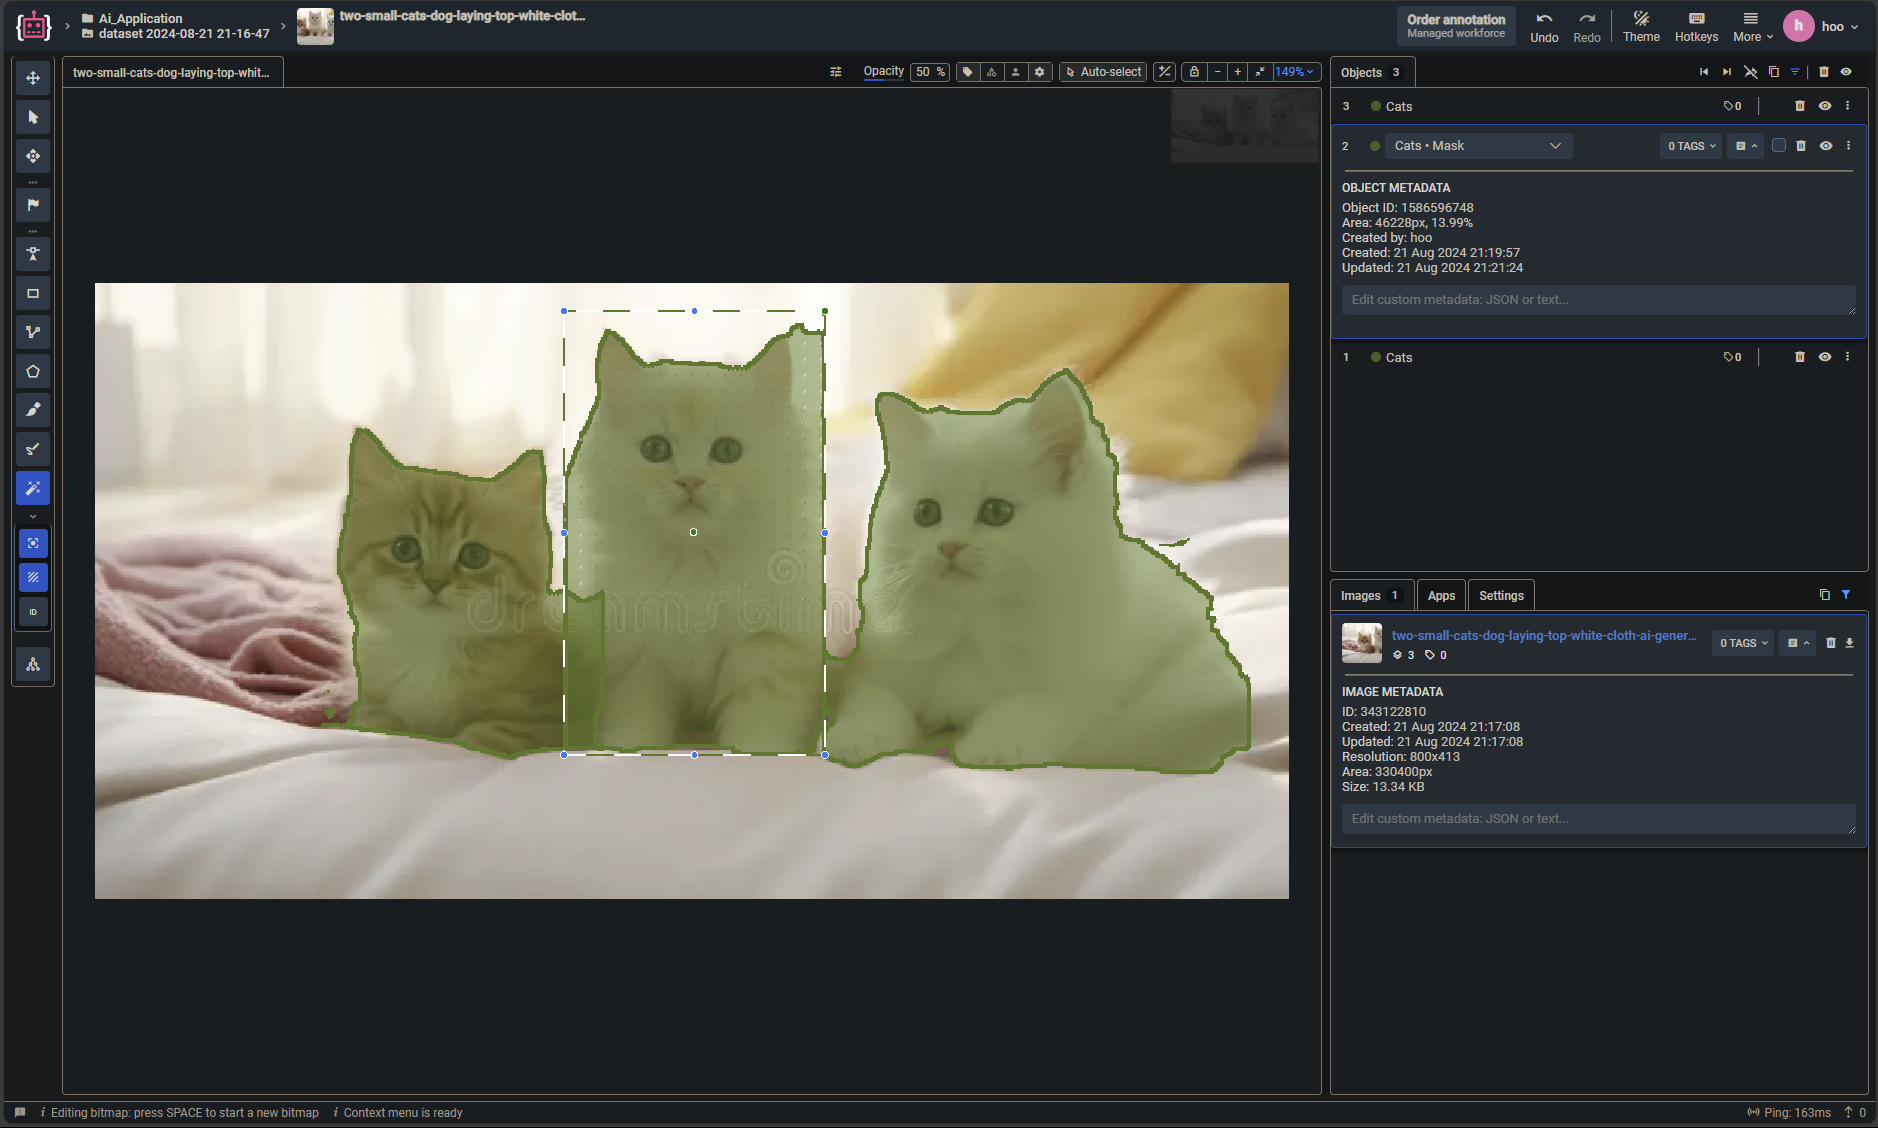 Ai_Application
dataset 2024-08-21 21-16-47
two-small-cats-dog-laying-top-white-clot...
Order annotation
Managed workforce
Undo
Redo
Theme
Hotkeys
More
h
hoo
two-small-cats-dog-laying-top-whit...
Opacity 50 %
Auto-select
149%
Objects 3
3 Cats 0
2 Cats • Mask 0 TAGS
OBJECT METADATA
Object ID: 1586596748
Area: 46228px, 13.99%
Created by: hoo
Created: 21 Aug 2024 21:19:57
Updated: 21 Aug 2024 21:21:24
Edit custom metadata: JSON or text...
1 Cats 0
ID
dreamstime
Images 1
Apps
Settings
two-small-cats-dog-laying-top-white-cloth-ai-gener...
3 0
0 TAGS
IMAGE METADATA
ID: 343122810
Created: 21 Aug 2024 21:17:08
Updated: 21 Aug 2024 21:17:08
Resolution: 800x413
Area: 330400px
Size: 13.34 KB
Edit custom metadata: JSON or text...
i Editing bitmap: press SPACE to start a new bitmap i Context menu is ready
Ping: 163ms 0